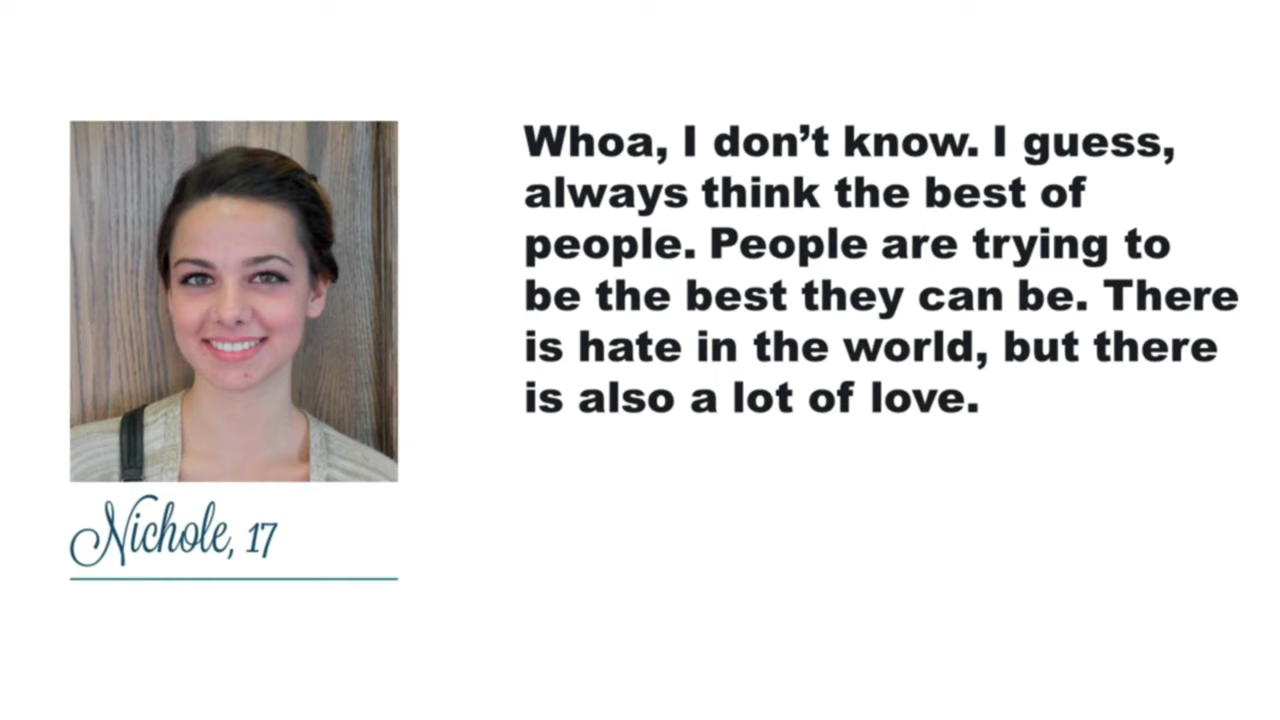 Whoa, I don’t know. I guess,
always think the best of
people. People are trying to
be the best they can be. There
is hate in the world, but there
is also a lot of love.
Nichole, 17